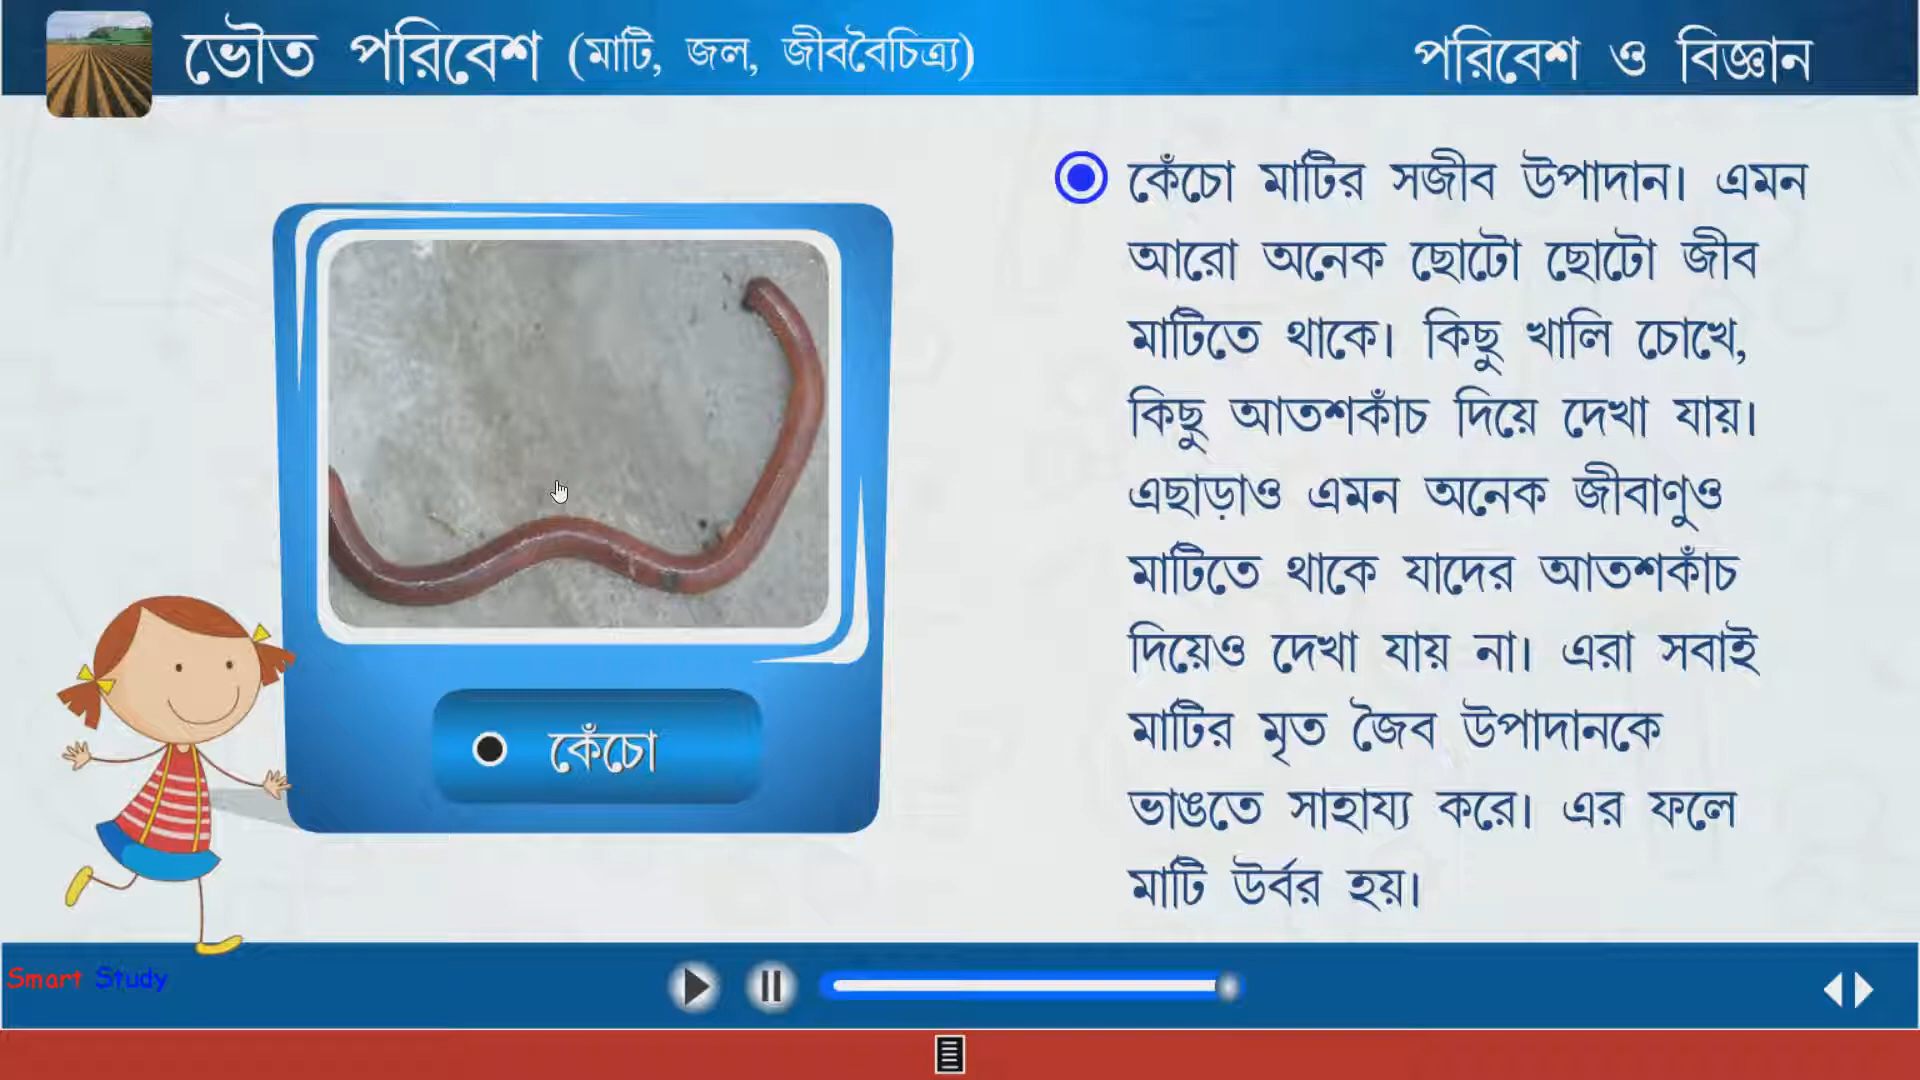 ভৌত পরিবেশ (মাটি, জল, জীববৈচিত্র্য)
পরিবেশ ও বিজ্ঞান
কেঁচো মাটির সজীব উপাদান। এমন
আরো অনেক ছোটো ছোটো জীব
মাটিতে থাকে। কিছু খালি চোখে,
কিছু আতশকাঁচ দিয়ে দেখা যায়।
এছাড়াও এমন অনেক জীবাণুও
মাটিতে থাকে যাদের আতশকাঁচ
দিয়েও দেখা যায় না। এরা সবাই
মাটির মৃত জৈব উপাদানকে
ভাঙতে সাহায্য করে। এর ফলে
মাটি উর্বর হয়।
কেঁচো
Smart Study